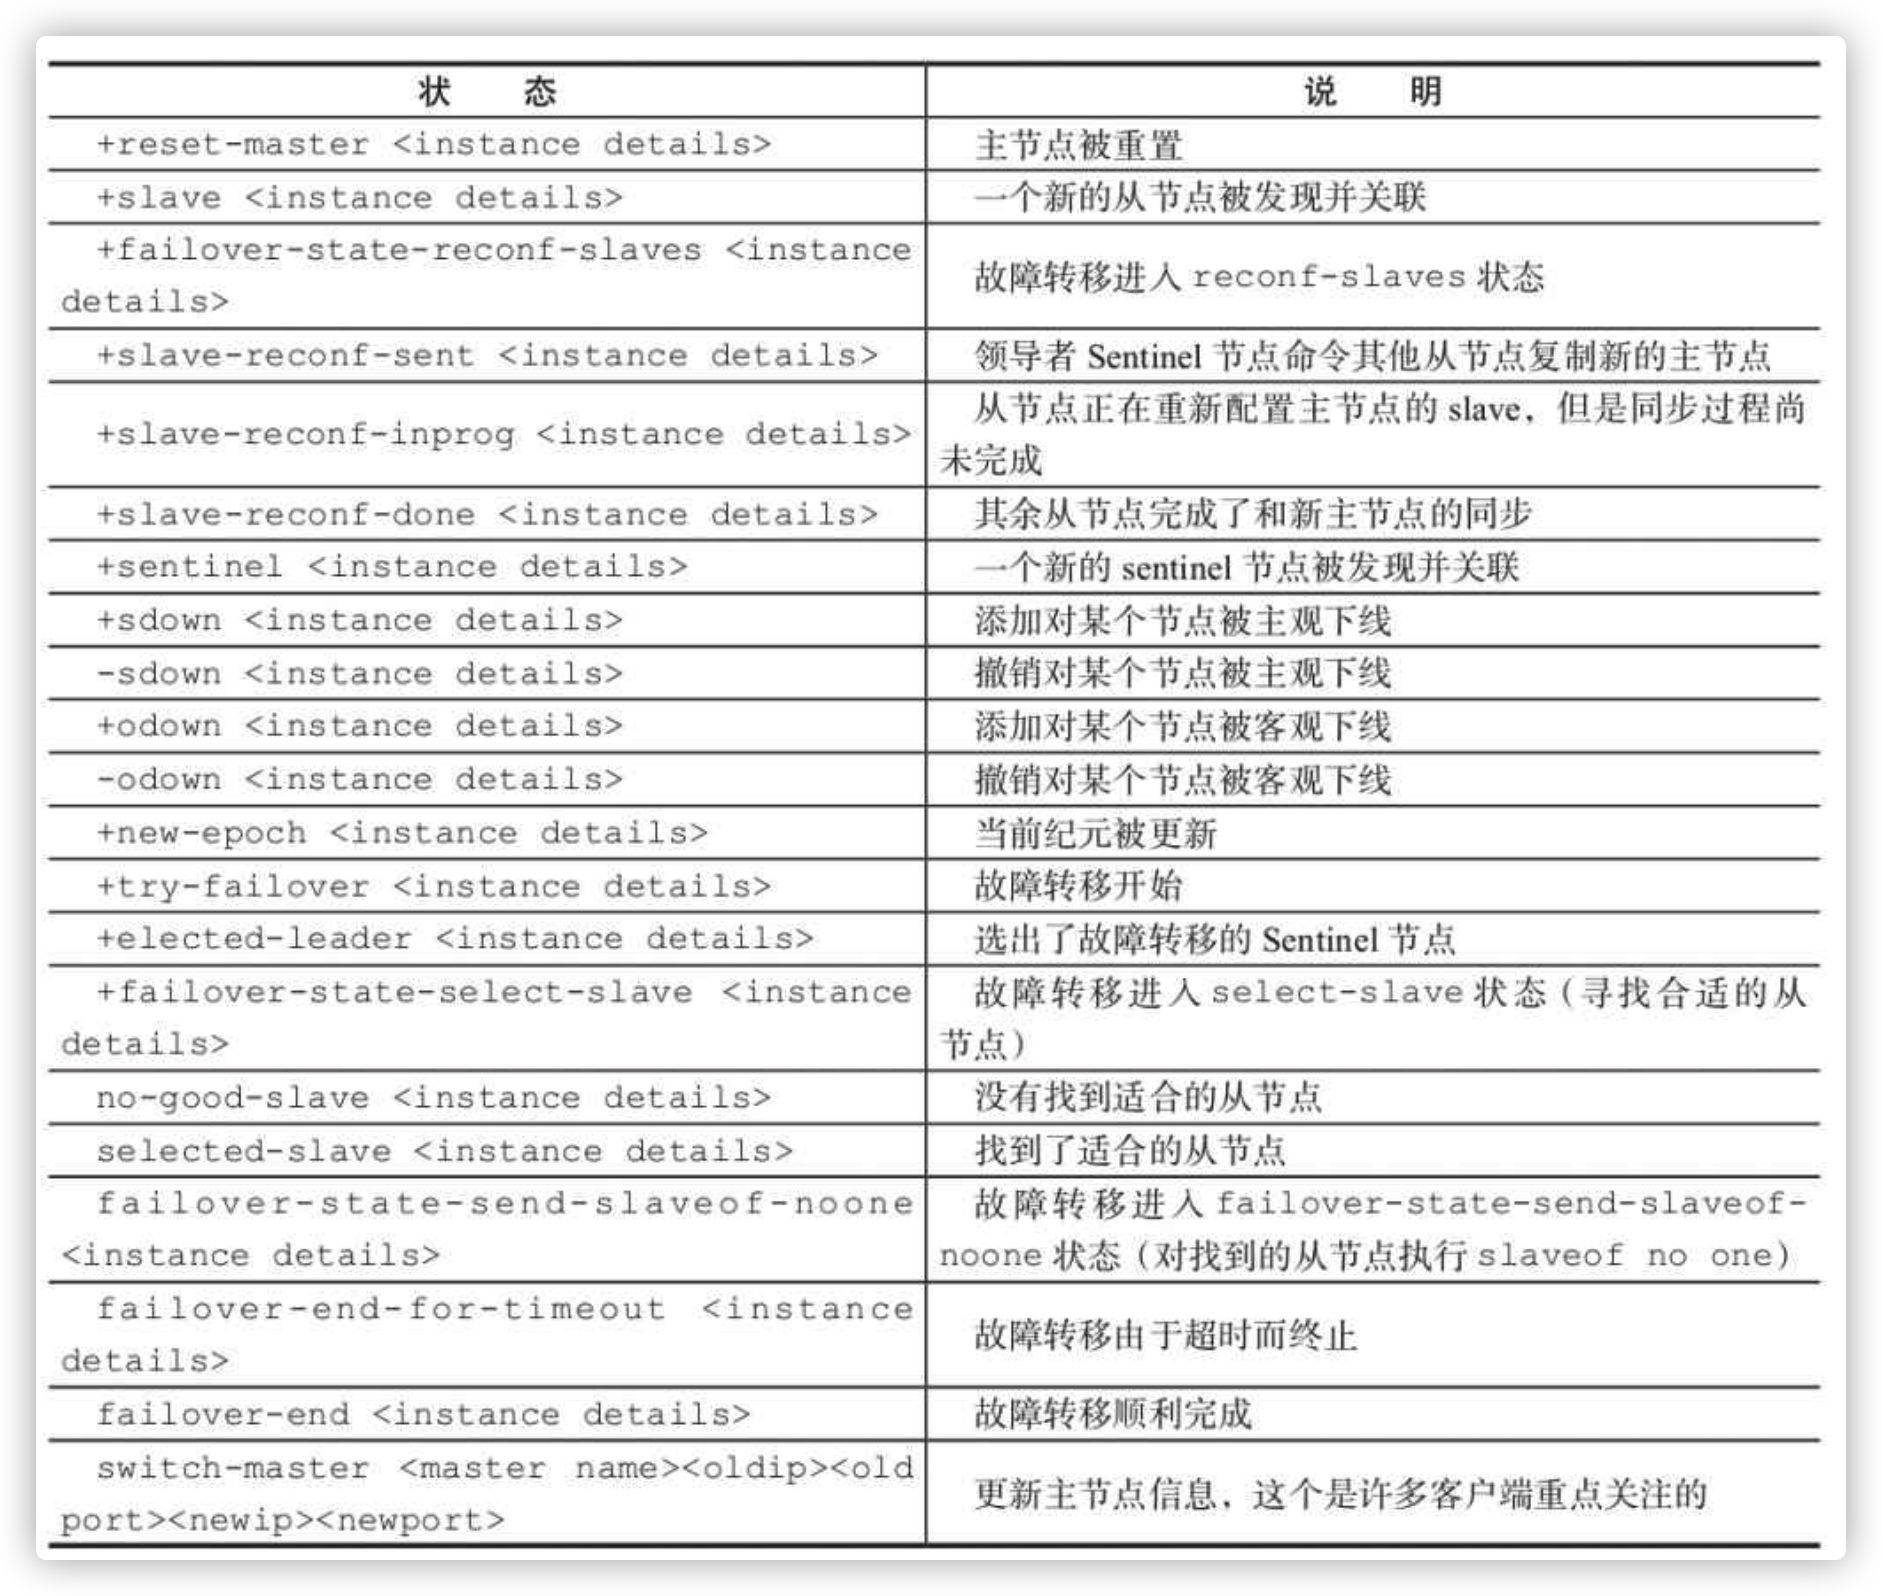 状 态 说 明
+reset-master <instance details> 主节点被重置
+slave <instance details> 一个新的从节点被发现并关联
+failover-state-reconf-slaves <instance
details> 故障转移进入 reconf-slaves 状态
+slave-reconf-sent <instance details> 领导者 Sentinel 节点命令其他从节点复制新的主节点
+slave-reconf-inprog <instance details> 从节点正在重新配置主节点的 slave，但是同步过程尚
未完成
+slave-reconf-done <instance details> 其余从节点完成了和新主节点的同步
+sentinel <instance details> 一个新的 sentinel 节点被发现并关联
+sdown <instance details> 添加对某个节点被主观下线
-sdown <instance details> 撤销对某个节点被主观下线
+odown <instance details> 添加对某个节点被客观下线
-odown <instance details> 撤销对某个节点被客观下线
+new-epoch <instance details> 当前纪元被更新
+try-failover <instance details> 故障转移开始
+elected-leader <instance details> 选出了故障转移的 Sentinel 节点
+failover-state-select-slave <instance
details> 故障转移进入 select-slave 状态（寻找合适的从
节点）
no-good-slave <instance details> 没有找到适合的从节点
selected-slave <instance details> 找到了适合的从节点
failover-state-send-slaveof-noone
<instance details> 故障转移进入 failover-state-send-slaveof-
noone 状态（对找到的从节点执行 slaveof no one）
failover-end-for-timeout <instance
details> 故障转移由于超时而终止
failover-end <instance details> 故障转移顺利完成
switch-master <master name><oldip><old
port><newip><newport> 更新主节点信息，这个是许多客户端重点关注的